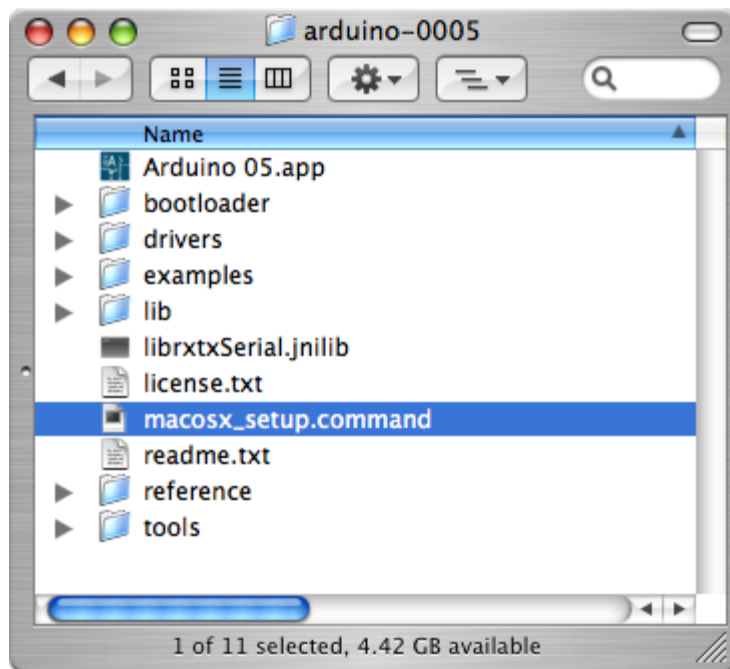 arduino-0005
Name
Arduino 05.app
bootloader
drivers
examples
lib
librxtxSerial.jnilib
license.txt
macosx_setup.command
readme.txt
reference
tools
1 of 11 selected, 4.42 GB available